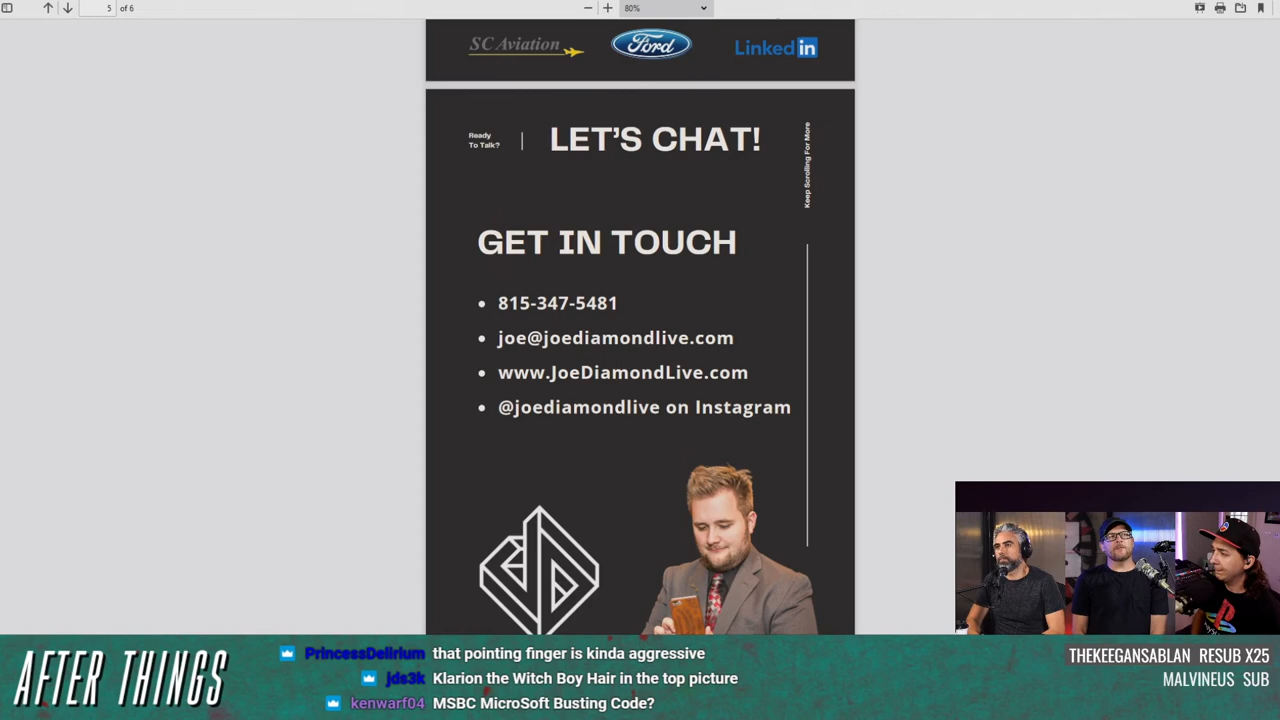 5 of 6
80%
SC Aviation
Ford
Linked in
Ready
To Talk?
LET'S CHAT!
Keep Scrolling For More
GET IN TOUCH
• 815-347-5481
• joe@joediamondlive.com
• www.JoeDiamondLive.com
• @joediamondlive on Instagram
AFTER THINGS
PrincessDelirium that pointing finger is kinda aggressive
jds3k Klarion the Witch Boy Hair in the top picture
kenwarf04 MSBC MicroSoft Busting Code?
THEKEEGANSABLAN RESUB X25
MALVINEUS SUB